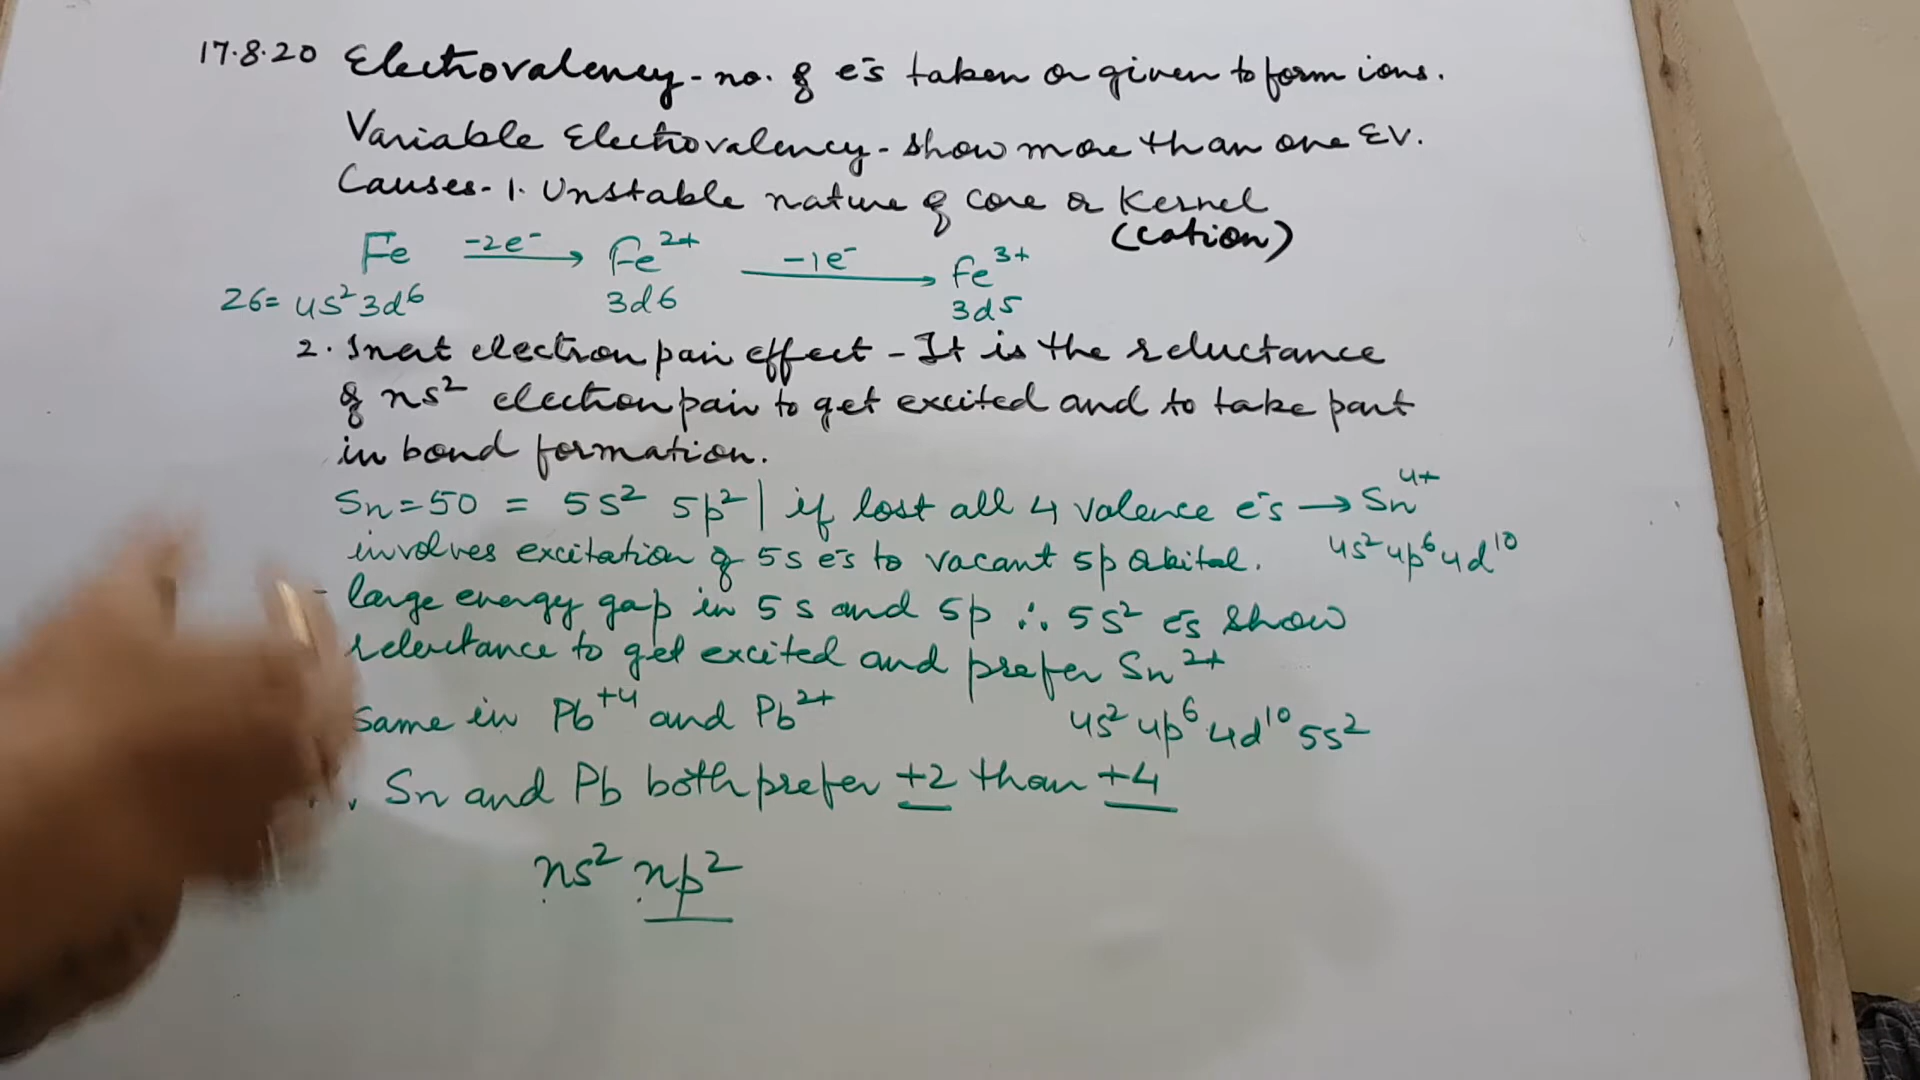 17.8.20 Electrovalency - no. of e⁻s taken or given to form ions.
Variable Electrovalency - show more than one EV.
Causes - 1. Unstable nature of core or Kernel
(cation)
Fe -2e⁻ → Fe²⁺ -1e⁻ → Fe³⁺
26= 4s² 3d⁶ 3d6 3d5
2. Inert electron pair effect - It is the reluctance
of ns² electron pair to get excited and to take part
in bond formation.
Sn=50 = 5s² 5p² | if lost all 4 valence e⁻s → Sn⁴⁺
involves excitation of 5s e⁻s to vacant 5p orbital. 4s² 4p⁶ 4d¹⁰
- large energy gap in 5s and 5p ∴ 5s² e⁻s show
reluctance to get excited and prefer Sn²⁺
same in Pb⁺⁴ and Pb²⁺ 4s² 4p⁶ 4d¹⁰ 5s²
Sn and Pb both prefer +2 than +4
ns² np²